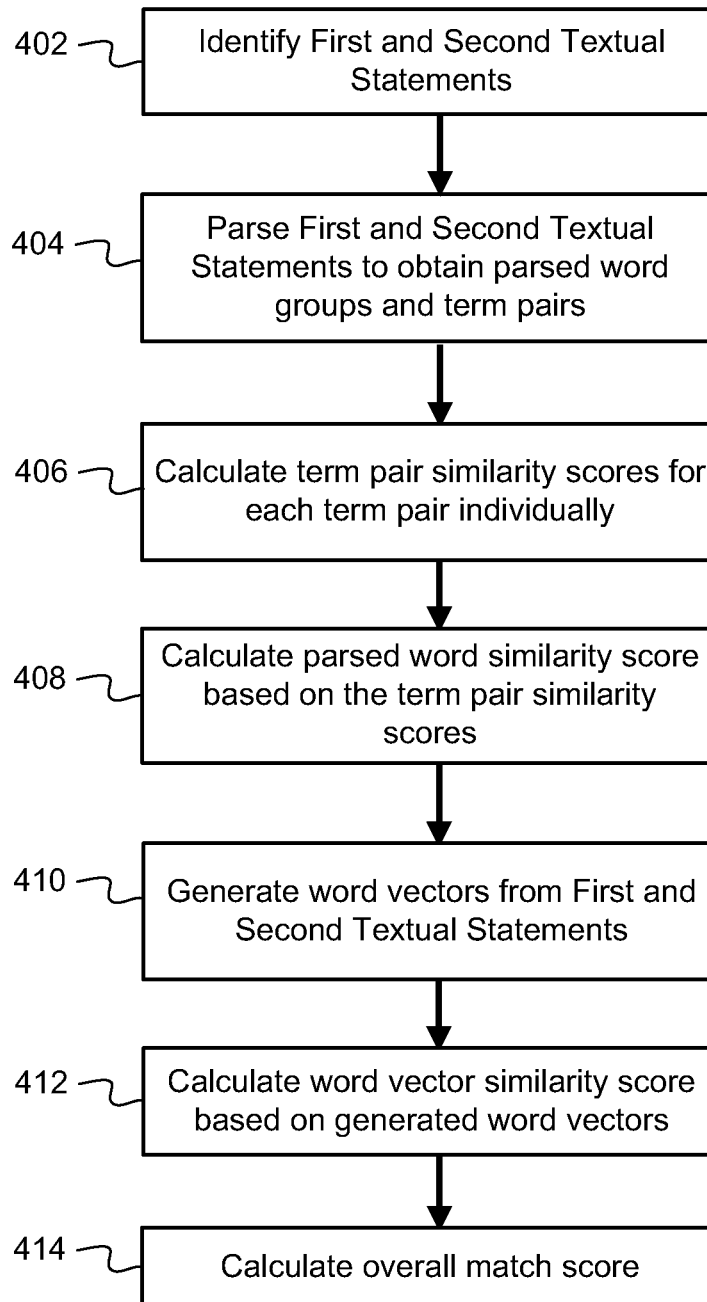 402
Identify First and Second Textual
Statements
404
Parse First and Second Textual
Statements to obtain parsed word
groups and term pairs
406
Calculate term pair similarity scores for
each term pair individually
408
Calculate parsed word similarity score
based on the term pair similarity
scores
410
Generate word vectors from First and
Second Textual Statements
412
Calculate word vector similarity score
based on generated word vectors
414
Calculate overall match score